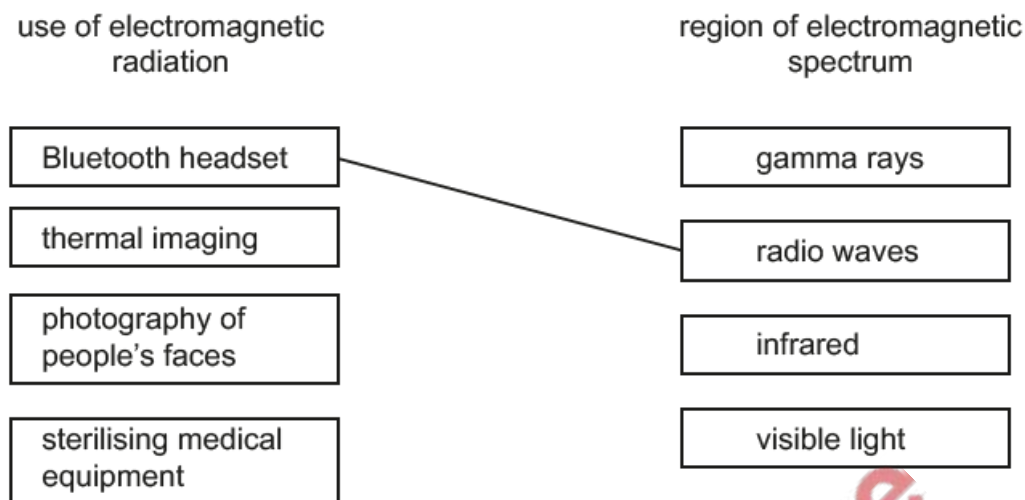 use of electromagnetic
radiation
region of electromagnetic
spectrum
Bluetooth headset
thermal imaging
photography of
people's faces
sterilising medical
equipment
gamma rays
radio waves
infrared
visible light